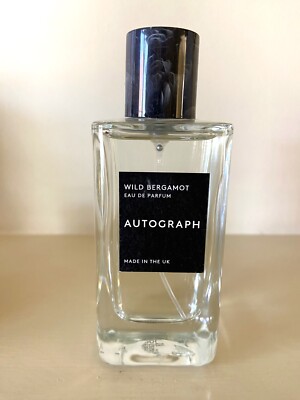 WILD BERGAMOT
EAU DE PARFUM
AUTOGRAPH
MADE IN THE UK